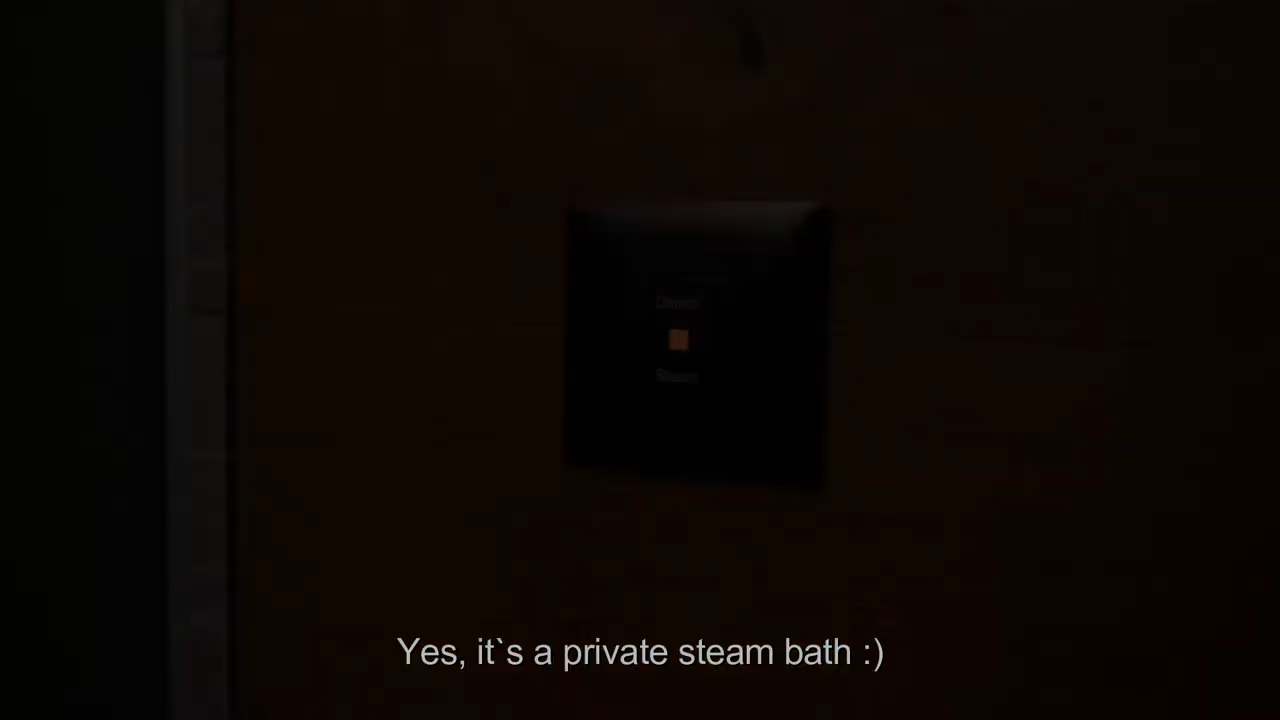 Yes, it`s a private steam bath :)